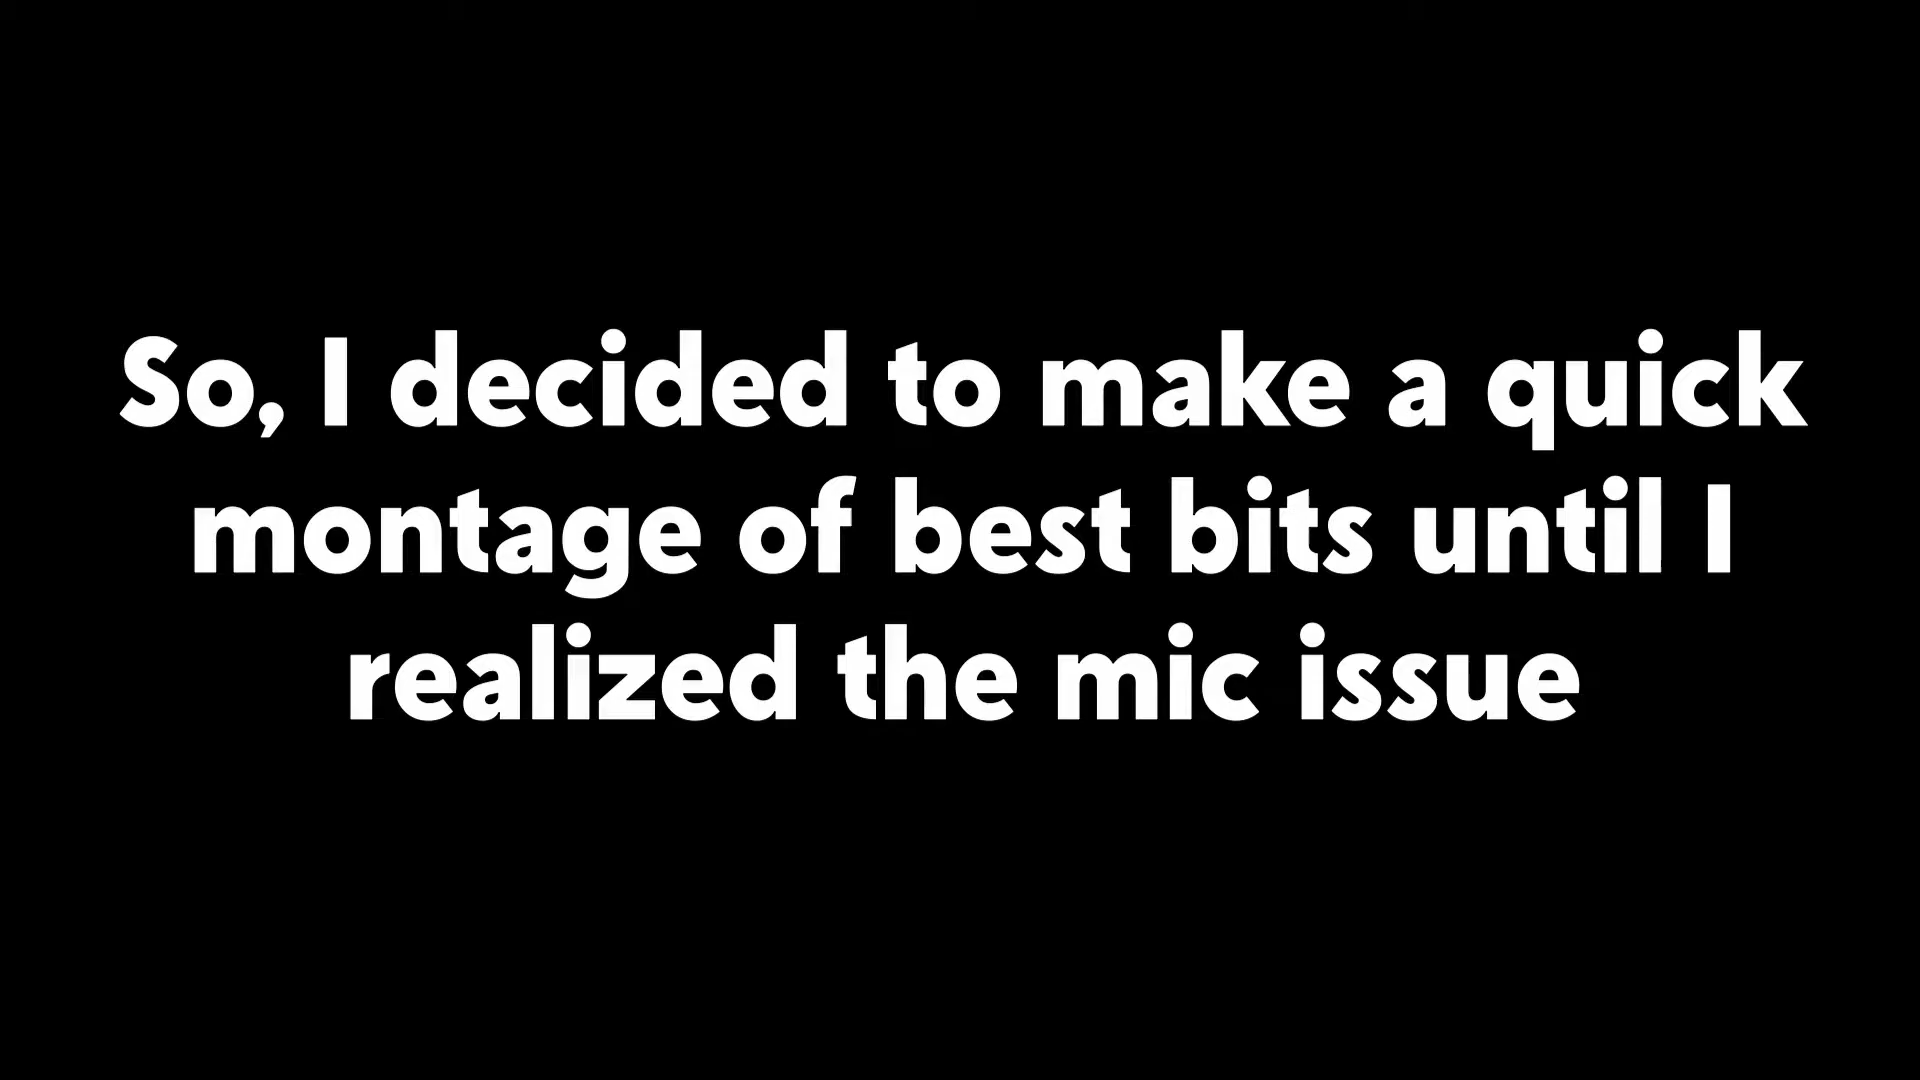 So, I decided to make a quick
montage of best bits until I
realized the mic issue